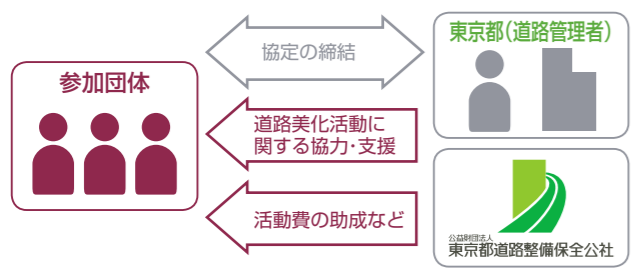 参加団体
協定の締結
道路美化活動に
関する協力・支援
活動費の助成など
東京都(道路管理者)
公益財団法人
東京都道路整備保全公社